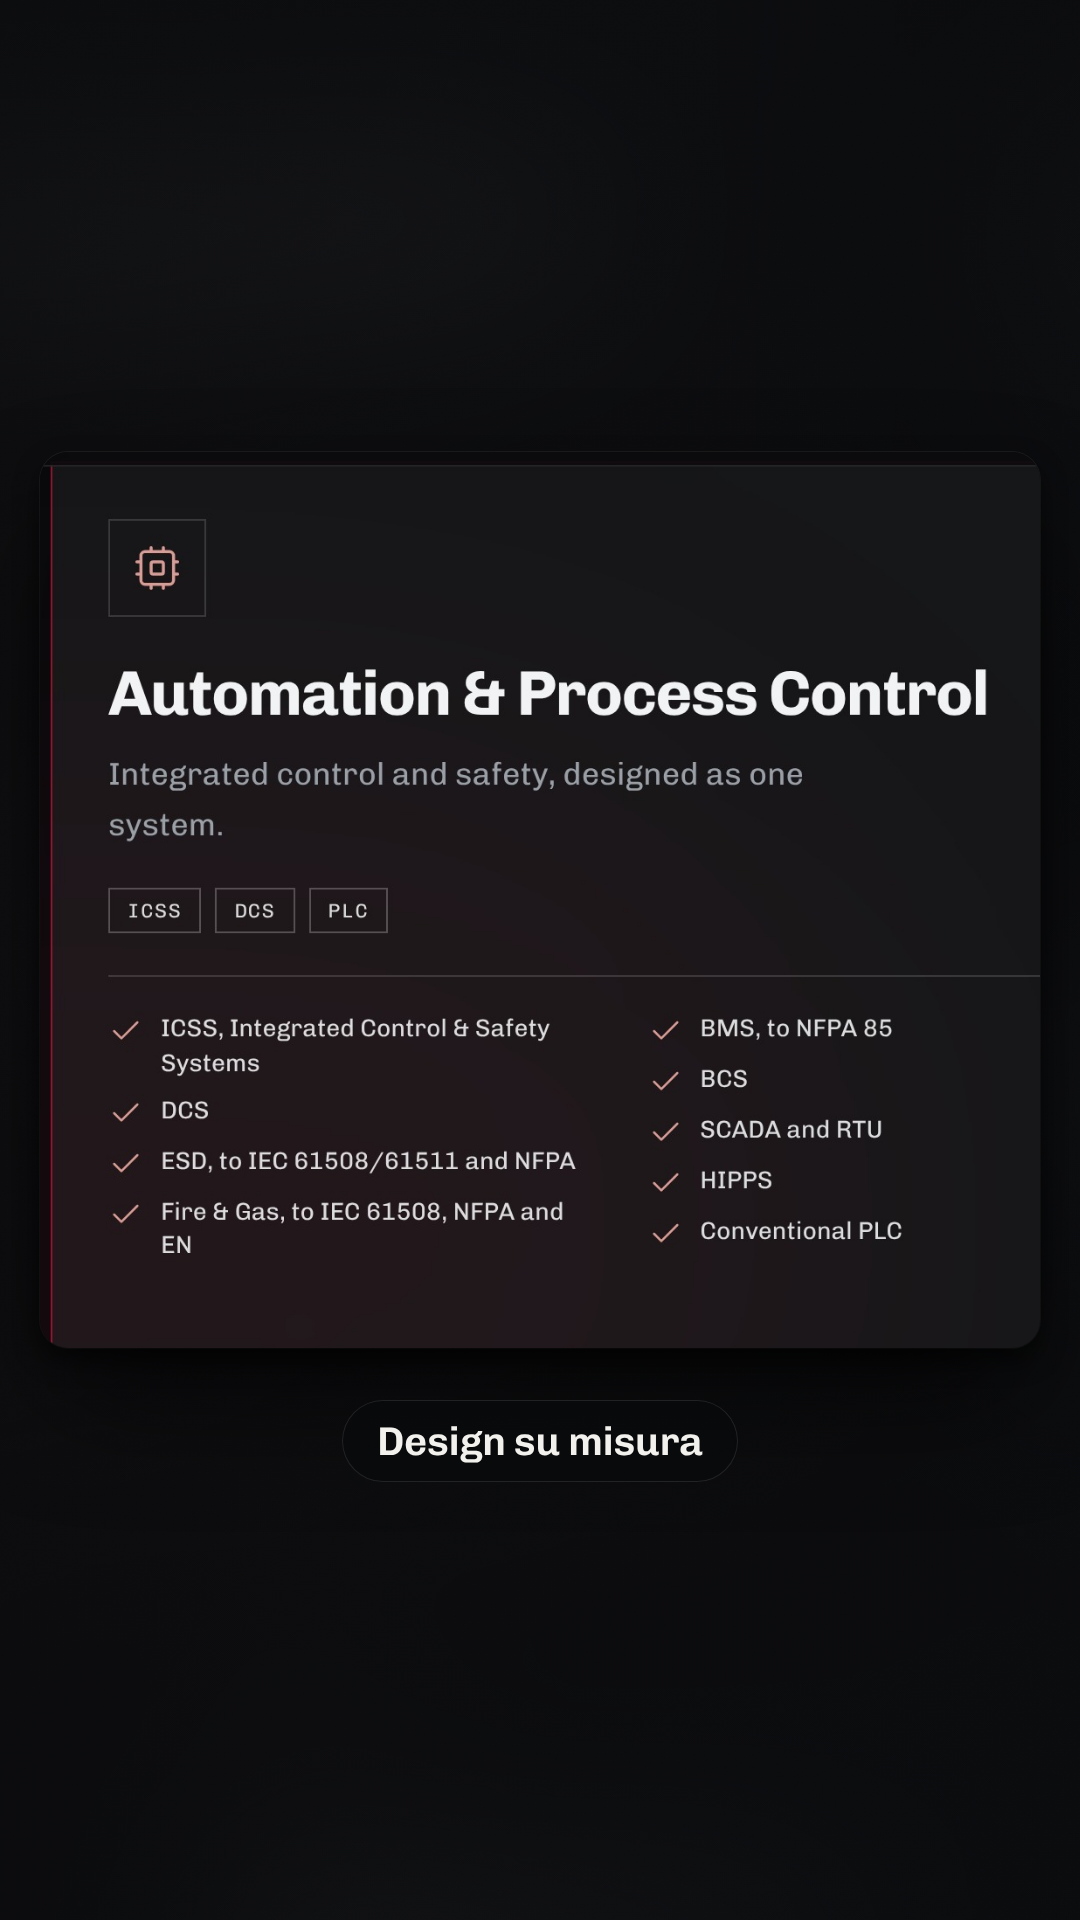 Automation & Process Control
Integrated control and safety, designed as one
system.
ICSS
DCS
PLC
ICSS, Integrated Control & Safety
Systems
DCS
ESD, to IEC 61508/61511 and NFPA
Fire & Gas, to IEC 61508, NFPA and
EN
BMS, to NFPA 85
BCS
SCADA and RTU
HIPPS
Conventional PLC
Design su misura